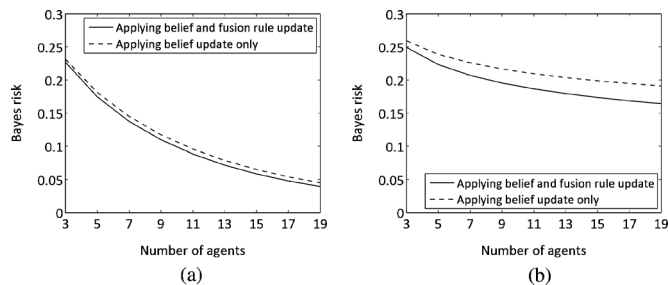 0.3
0.25
0.2
0.15
0.1
0.05
0
Bayes risk
Applying belief and fusion rule update
Applying belief update only
3 5 7 9 11 13 15 17 19
Number of agents
(a)
0.3
0.25
0.2
0.15
0.1
0.05
0
Bayes risk
Applying belief and fusion rule update
Applying belief update only
3 5 7 9 11 13 15 17 19
Number of agents
(b)